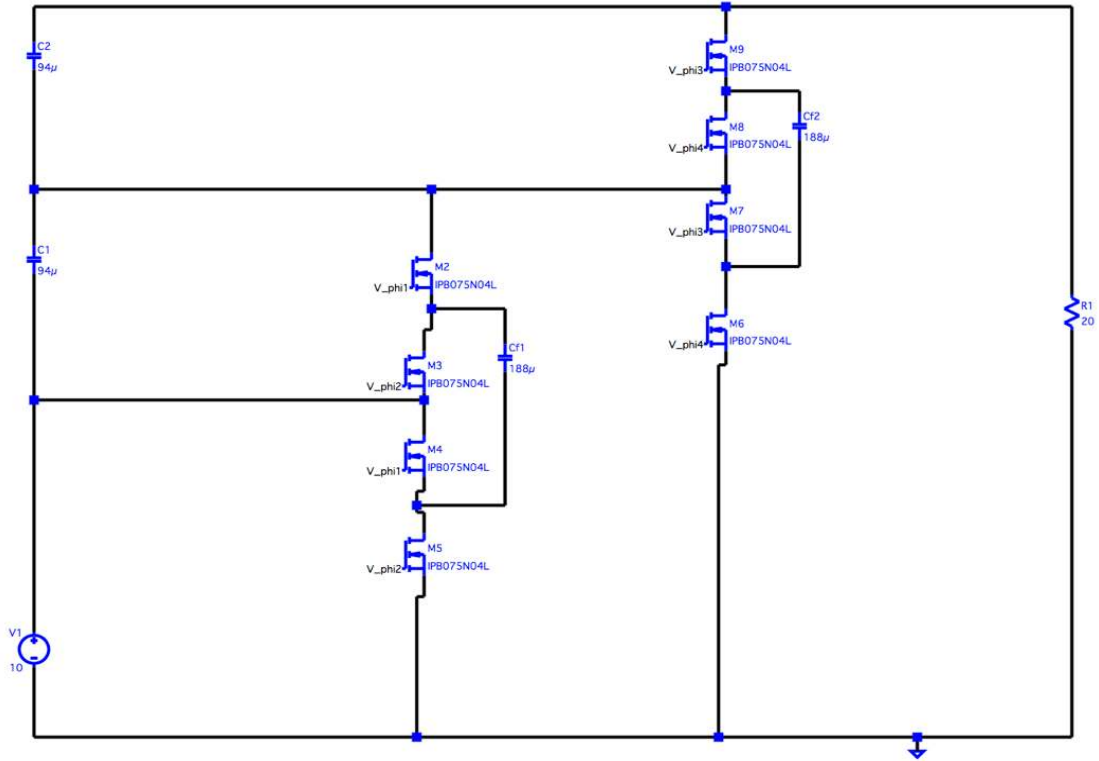 C2
94µ
M9
V_phi3
IPB075N04L
Cf2
188µ
M8
V_phi4
IPB075N04L
M7
V_phi3
IPB075N04L
C1
94µ
M2
V_phi1
IPB075N04L
M6
V_phi4
IPB075N04L
R1
20
Cf1
188µ
M3
V_phi2
IPB075N04L
M4
V_phi1
IPB075N04L
M5
V_phi2
IPB075N04L
V1
10